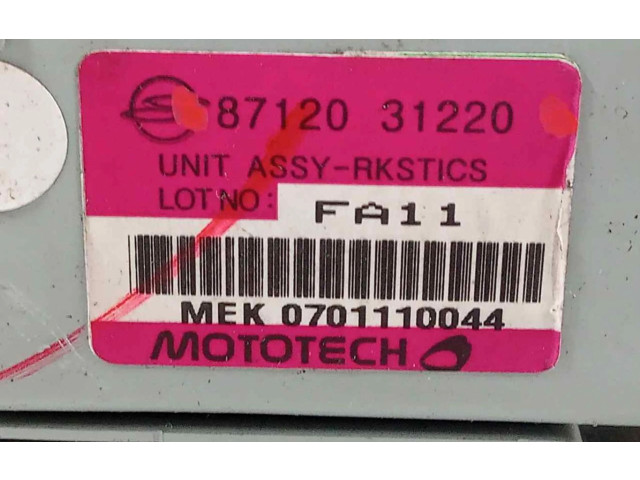 87120 31220
UNIT ASSY-RKSTICS
LOT NO: FA11
MEK 0701110044
MOTOTECH